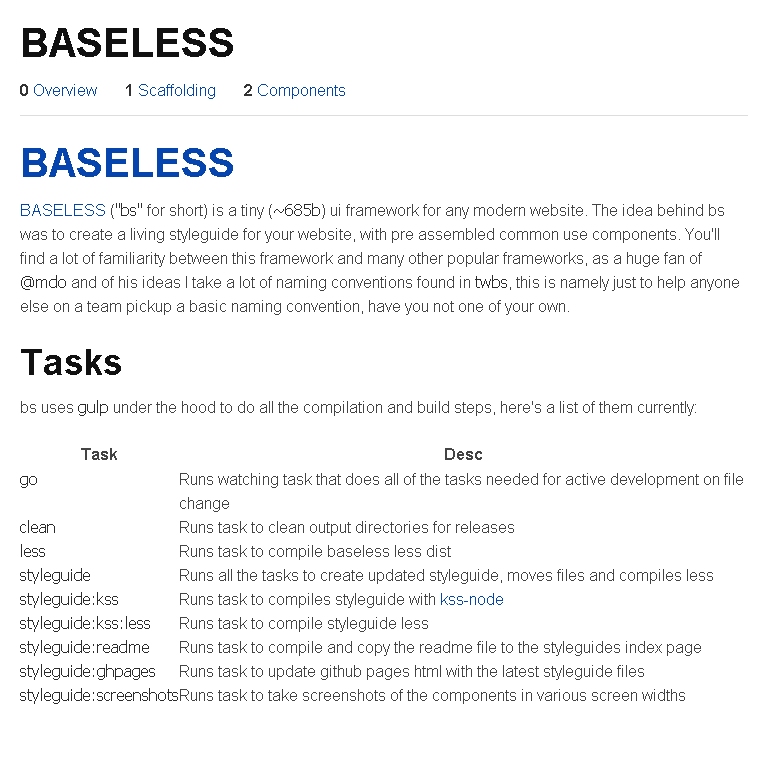 BASELESS
0 Overview 1 Scaffolding 2 Components
BASELESS
BASELESS ("bs" for short) is a tiny (~685b) ui framework for any modern website. The idea behind bs
was to create a living styleguide for your website, with pre assembled common use components. You'll
find a lot of familiarity between this framework and many other popular frameworks, as a huge fan of
@mdo and of his ideas I take a lot of naming conventions found in twbs, this is namely just to help anyone
else on a team pickup a basic naming convention, have you not one of your own.
Tasks
bs uses gulp under the hood to do all the compilation and build steps, here's a list of them currently:
Task Desc
go Runs watching task that does all of the tasks needed for active development on file
change
clean Runs task to clean output directories for releases
less Runs task to compile baseless less dist
styleguide Runs all the tasks to create updated styleguide, moves files and compiles less
styleguide:kss Runs task to compiles styleguide with kss-node
styleguide:kss:less Runs task to compile styleguide less
styleguide:readme Runs task to compile and copy the readme file to the styleguides index page
styleguide:ghpages Runs task to update github pages html with the latest styleguide files
styleguide:screenshots Runs task to take screenshots of the components in various screen widths